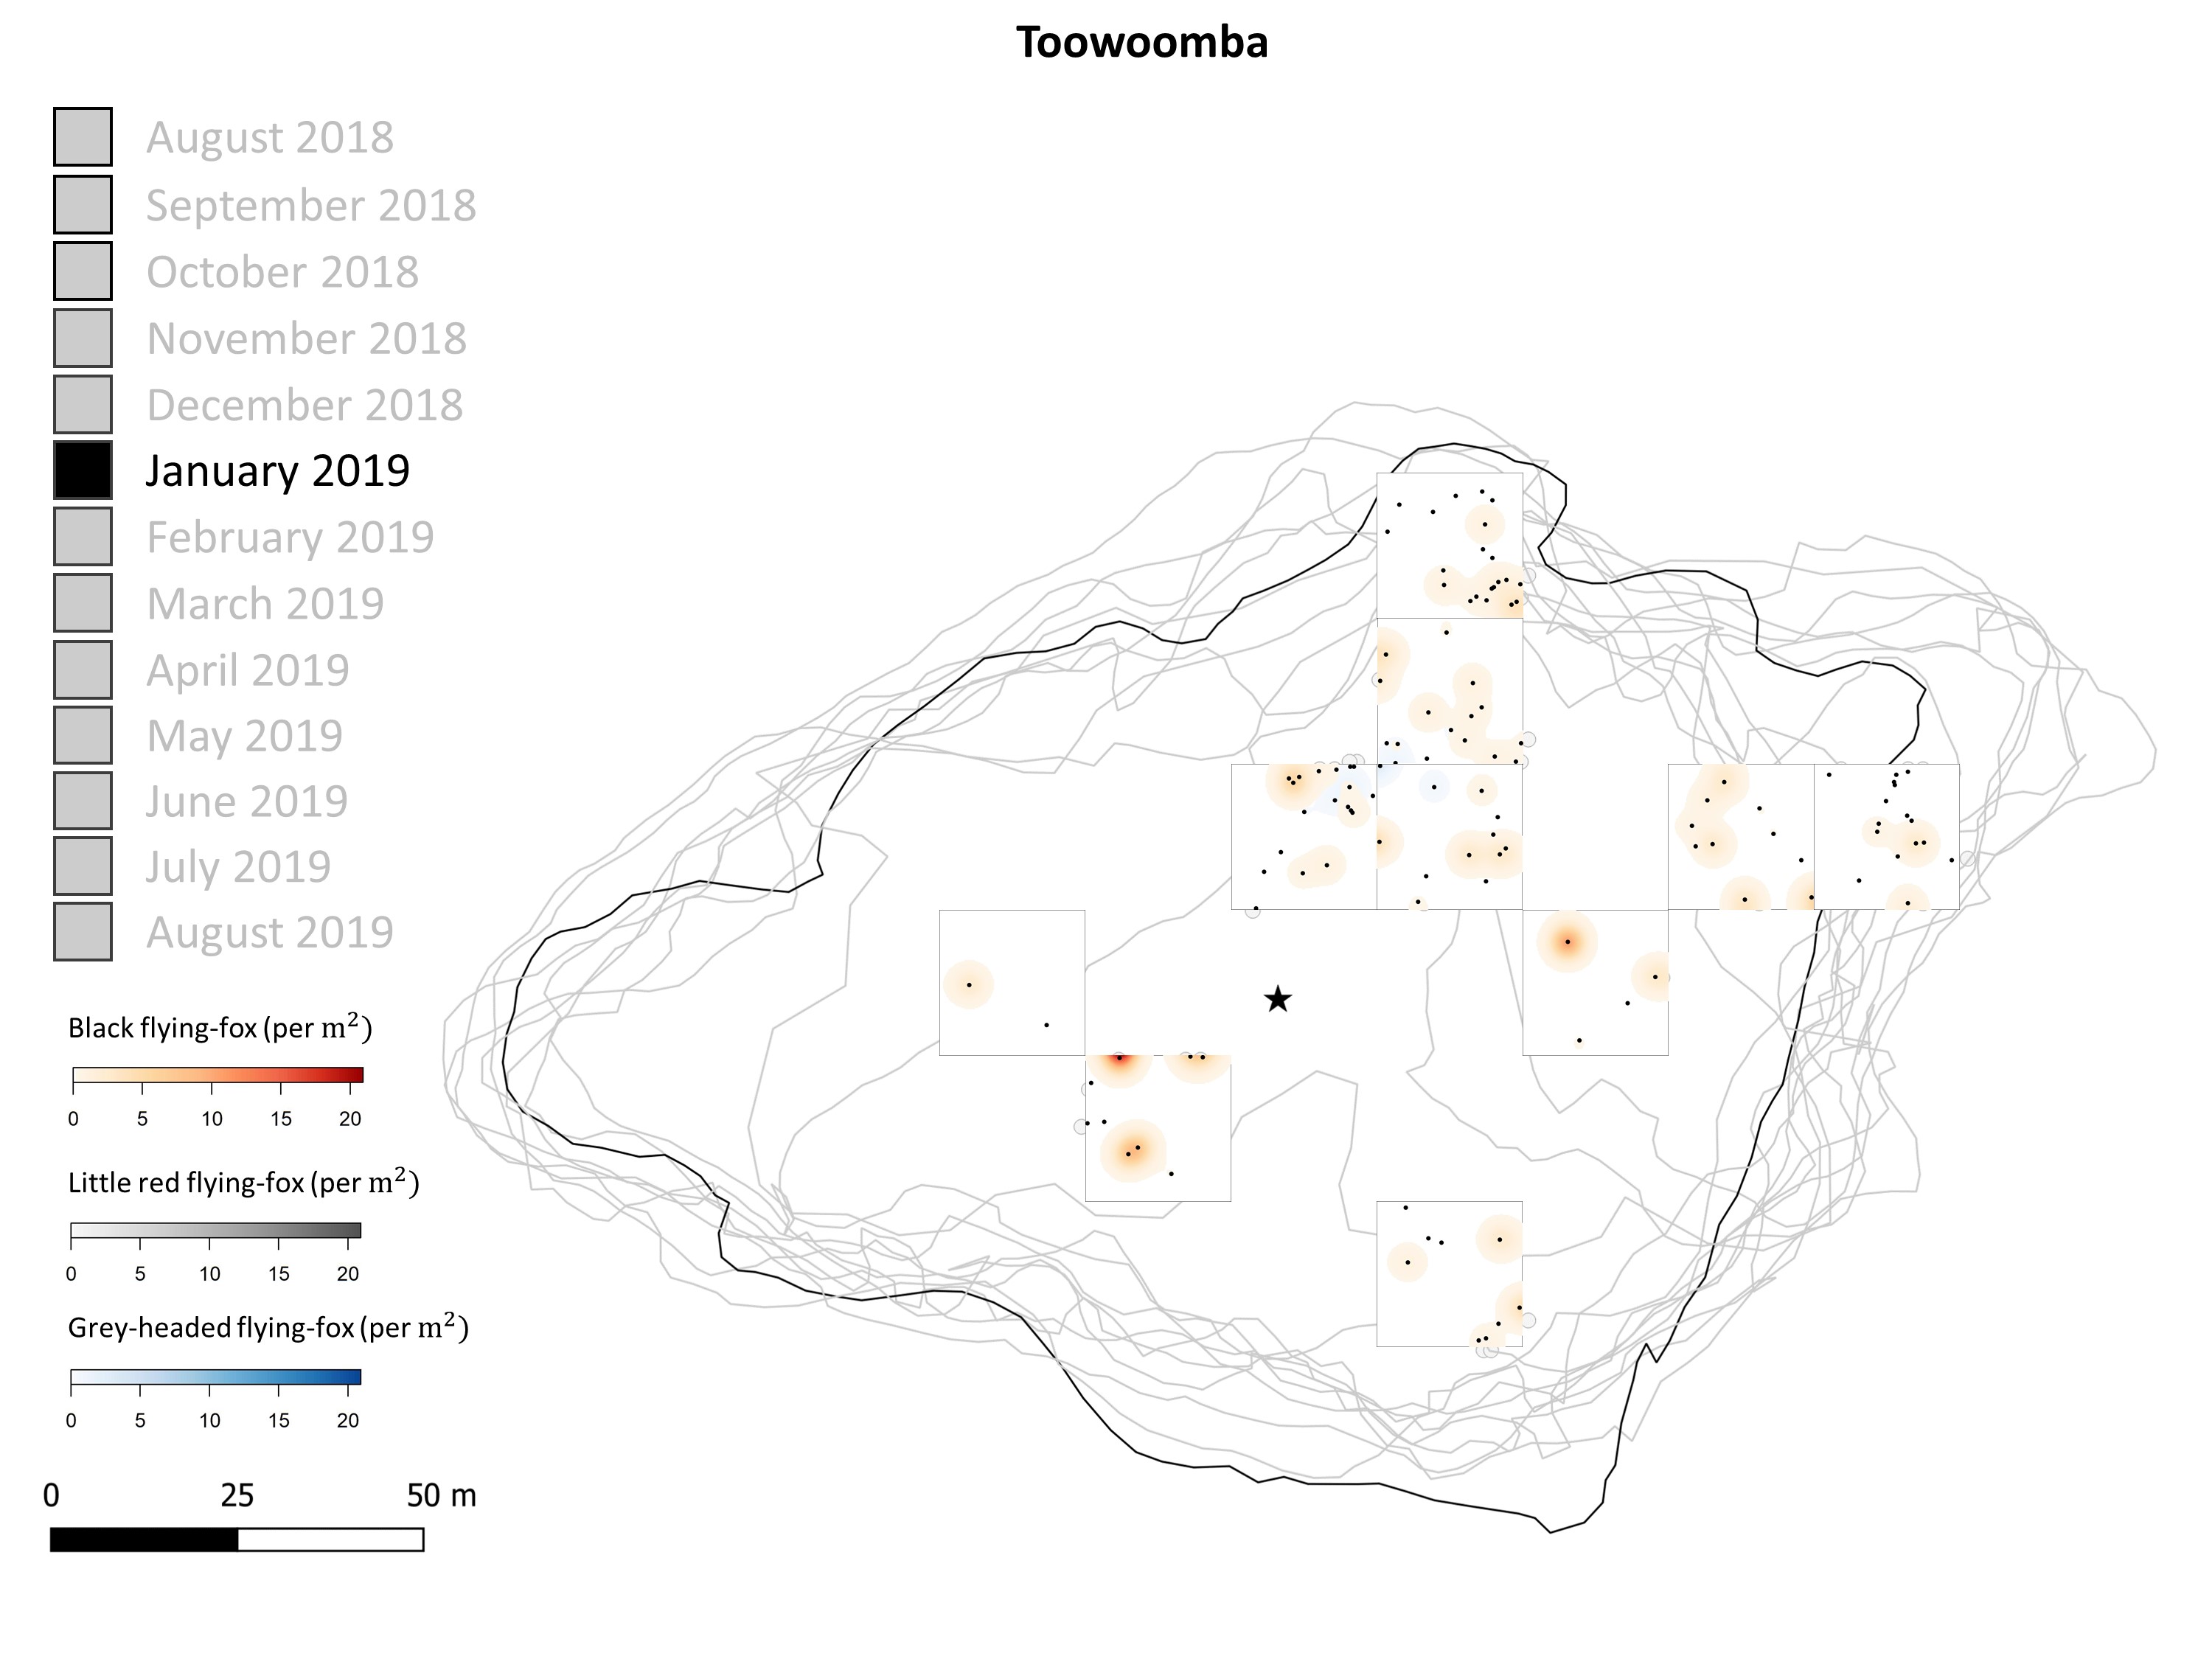 Toowoomba
August 2018
September 2018
October 2018
November 2018
December 2018
January 2019
February 2019
March 2019
April 2019
May 2019
June 2019
July 2019
August 2019
Black flying-fox (per m²)
0 5 10 15 20
Little red flying-fox (per m²)
0 5 10 15 20
Grey-headed flying-fox (per m²)
0 5 10 15 20
0 25 50 m